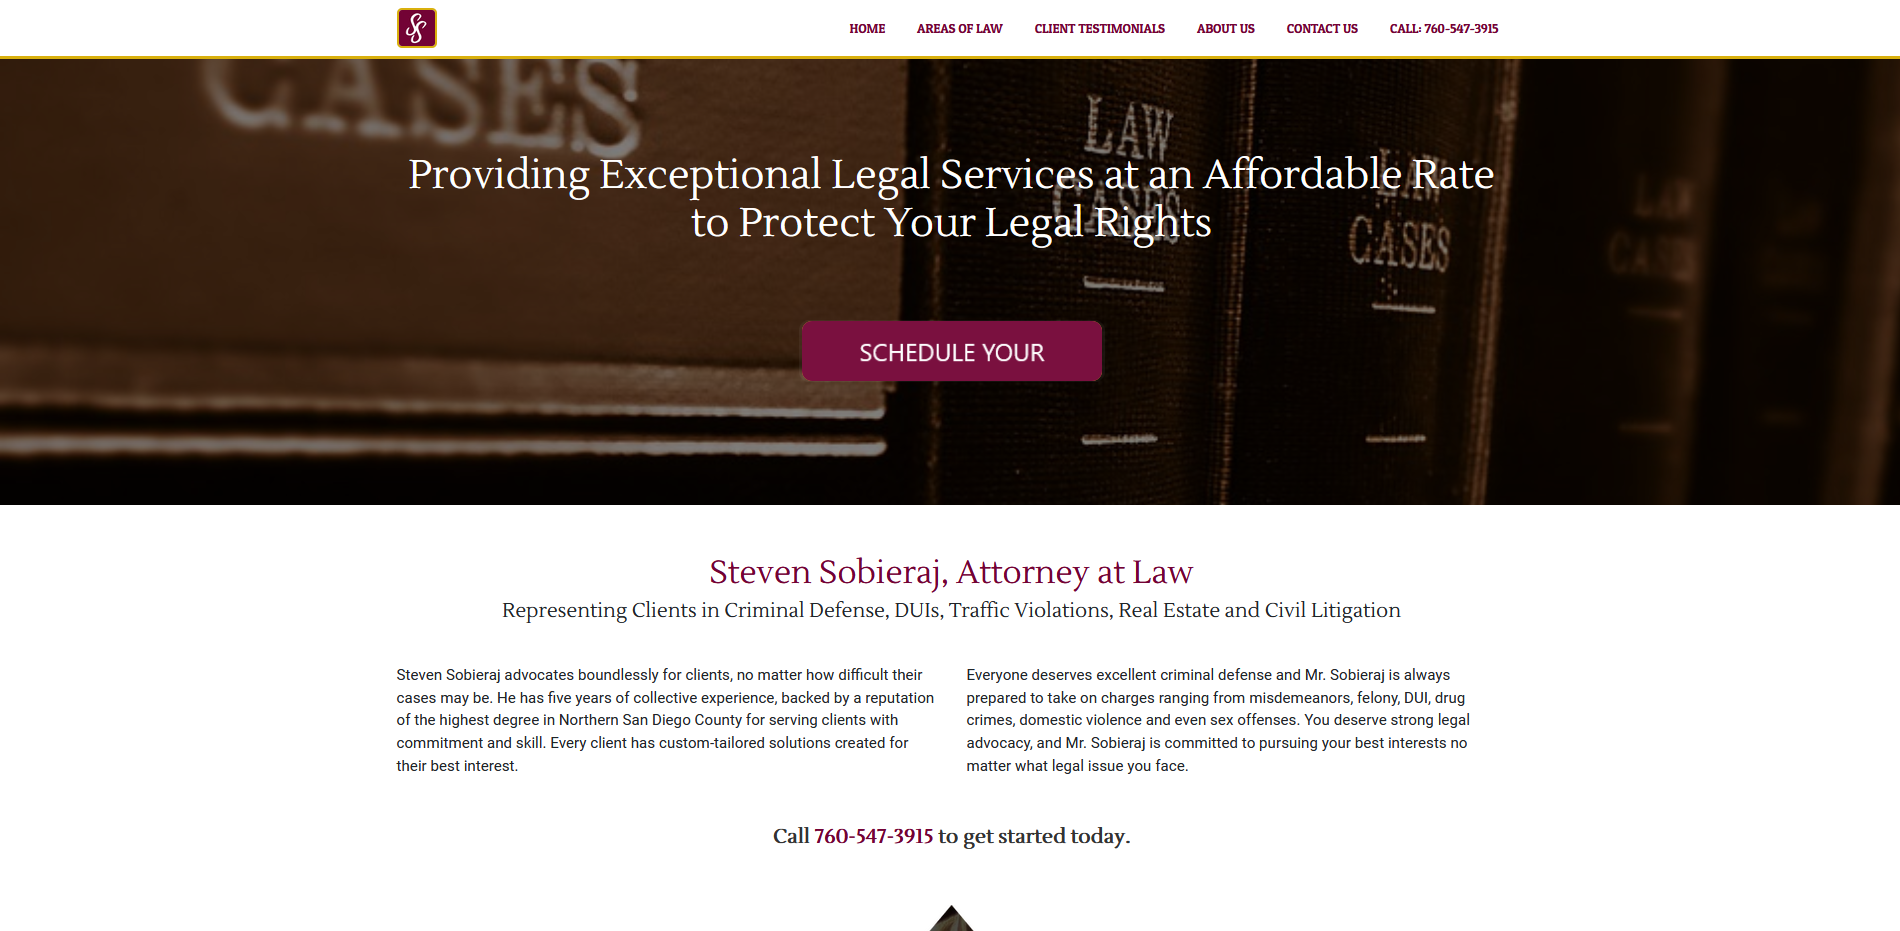 SS
HOME AREAS OF LAW CLIENT TESTIMONIALS ABOUT US CONTACT US CALL: 760-547-3915
CASES
LAW
CASES
LAW
CASES
LAW
CASES
Providing Exceptional Legal Services at an Affordable Rate
to Protect Your Legal Rights
SCHEDULE YOUR
Steven Sobieraj, Attorney at Law
Representing Clients in Criminal Defense, DUIs, Traffic Violations, Real Estate and Civil Litigation
Steven Sobieraj advocates boundlessly for clients, no matter how difficult their
cases may be. He has five years of collective experience, backed by a reputation
of the highest degree in Northern San Diego County for serving clients with
commitment and skill. Every client has custom-tailored solutions created for
their best interest.
Everyone deserves excellent criminal defense and Mr. Sobieraj is always
prepared to take on charges ranging from misdemeanors, felony, DUI, drug
crimes, domestic violence and even sex offenses. You deserve strong legal
advocacy, and Mr. Sobieraj is committed to pursuing your best interests no
matter what legal issue you face.
Call 760-547-3915 to get started today.